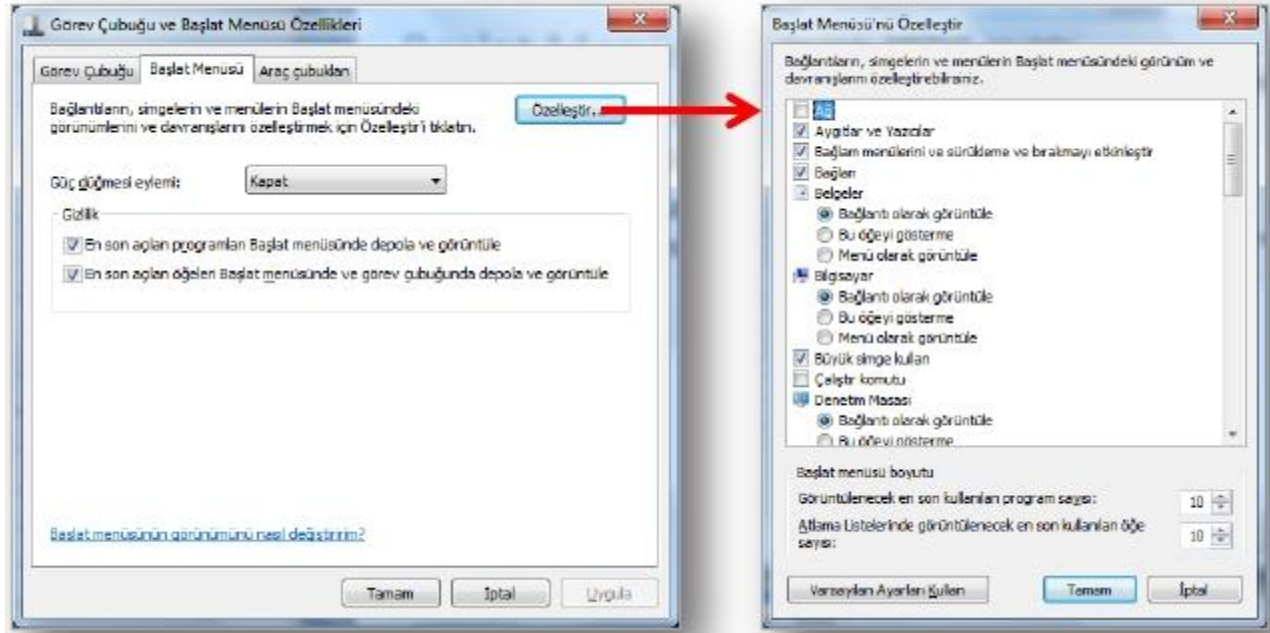 Görev Çubuğu ve Başlat Menüsü Özellikleri
Görev Çubuğu
Başlat Menüsü
Araç çubukları
Bağlantıların, simgelerin ve menülerin Başlat menüsündeki
görünümlerini ve davranışlarını özelleştirmek için Özelleştir'i tıklatın.
Özelleştir...
Güç düğmesi eylemi:
Kapat
Gizlilik
En son açılan programları Başlat menüsünde depola ve görüntüle
En son açılan öğeleri Başlat menüsünde ve görev çubuğunda depola ve görüntüle
Başlat menüsünün görünümünü nasıl değiştiririm?
Tamam
İptal
Uygula
Başlat Menüsü'nü Özelleştir
Bağlantıların, simgelerin ve menülerin Başlat menüsündeki görünüm ve
davranışlarını özelleştirebilirsiniz.
Ağ
Aygıtlar ve Yazıcılar
Bağlam menülerini ve sürükleme ve bırakmayı etkinleştir
Bağlan
Belgeler
Bağlantı olarak görüntüle
Bu öğeyi gösterme
Menü olarak görüntüle
Bilgisayar
Bağlantı olarak görüntüle
Bu öğeyi gösterme
Menü olarak görüntüle
Büyük simge kullan
Çalıştır komutu
Denetim Masası
Bağlantı olarak görüntüle
Bu öğeyi gösterme
Başlat menüsü boyutu
Görüntülenecek en son kullanılan program sayısı:
10
Atlama Listelerinde görüntülenecek en son kullanılan öğe
sayısı:
10
Varsayılan Ayarları Kullan
Tamam
İptal